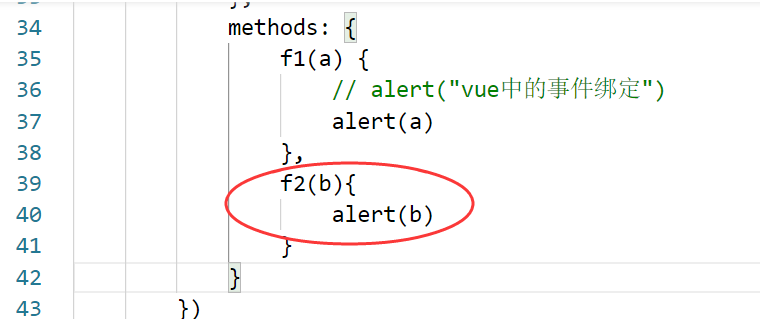 34 methods: {
35 f1(a) {
36 // alert("vue中的事件绑定")
37 alert(a)
38 },
39 f2(b){
40 alert(b)
41 }
42 }
43 })